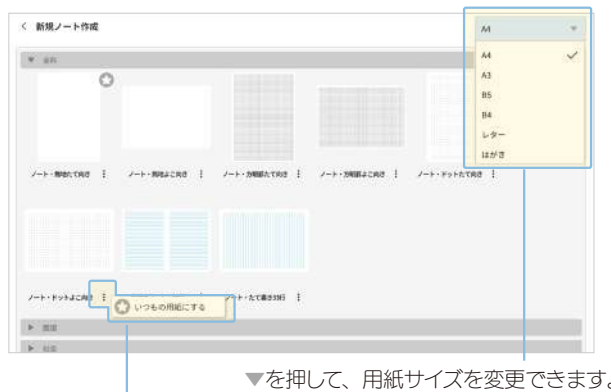 < 新規ノート作成
A4 ▼
▼
A4 ✓
A3
B5
B4
レター
はがき
ノート・無地たて向き ⋮
ノート・無地よこ向き ⋮
ノート・方眼紙たて向き ⋮
ノート・方眼紙よこ向き ⋮
ノート・ドットたて向き ⋮
ノート・ドットよこ向き ⋮
ノート・たて書き33行 ⋮
いつもの用紙にする
▼を押して、用紙サイズを変更できます。